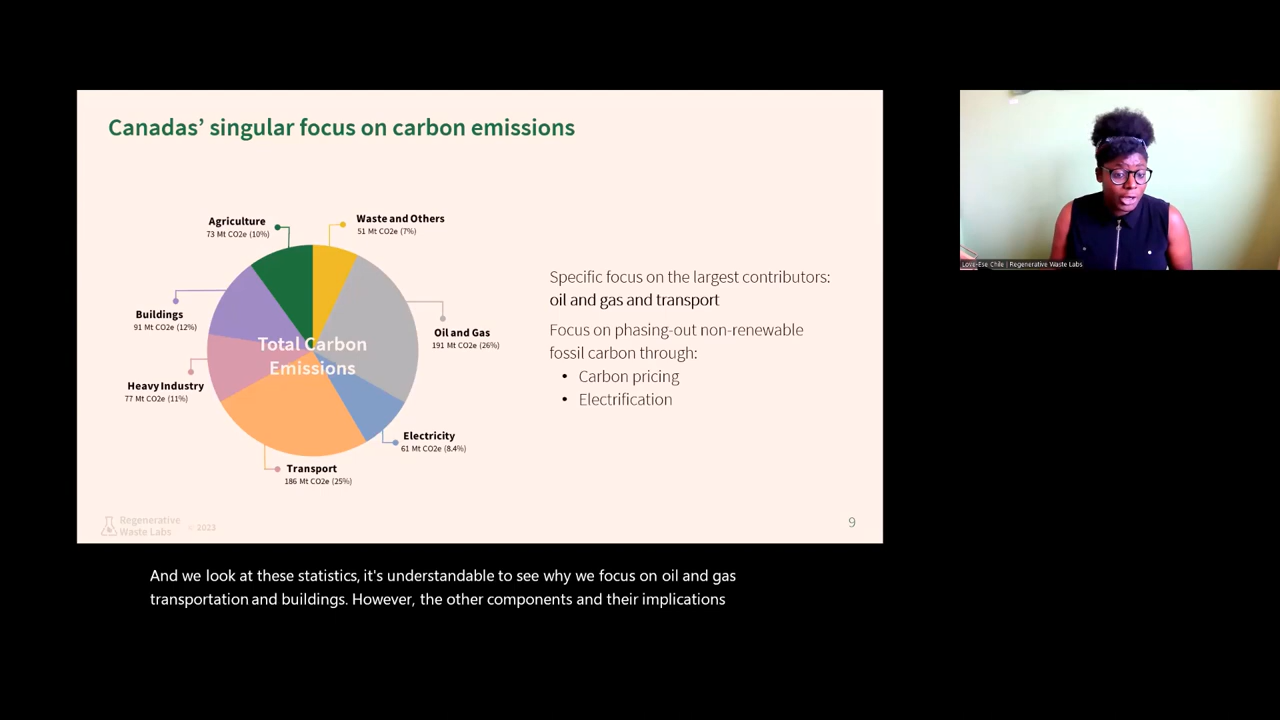 Canadas’ singular focus on carbon emissions
Agriculture
73 Mt CO2e (10%)
Waste and Others
51 Mt CO2e (7%)
Buildings
91 Mt CO2e (12%)
Oil and Gas
191 Mt CO2e (26%)
Total Carbon
Emissions
Heavy Industry
77 Mt CO2e (11%)
Electricity
61 Mt CO2e (8.4%)
Transport
186 Mt CO2e (25%)
Specific focus on the largest contributors:
oil and gas and transport
Focus on phasing-out non-renewable
fossil carbon through:
• Carbon pricing
• Electrification
Regenerative
Waste Labs
© 2023
9
Love-Ese Chile | Regenerative Waste Labs
And we look at these statistics, it's understandable to see why we focus on oil and gas
transportation and buildings. However, the other components and their implications